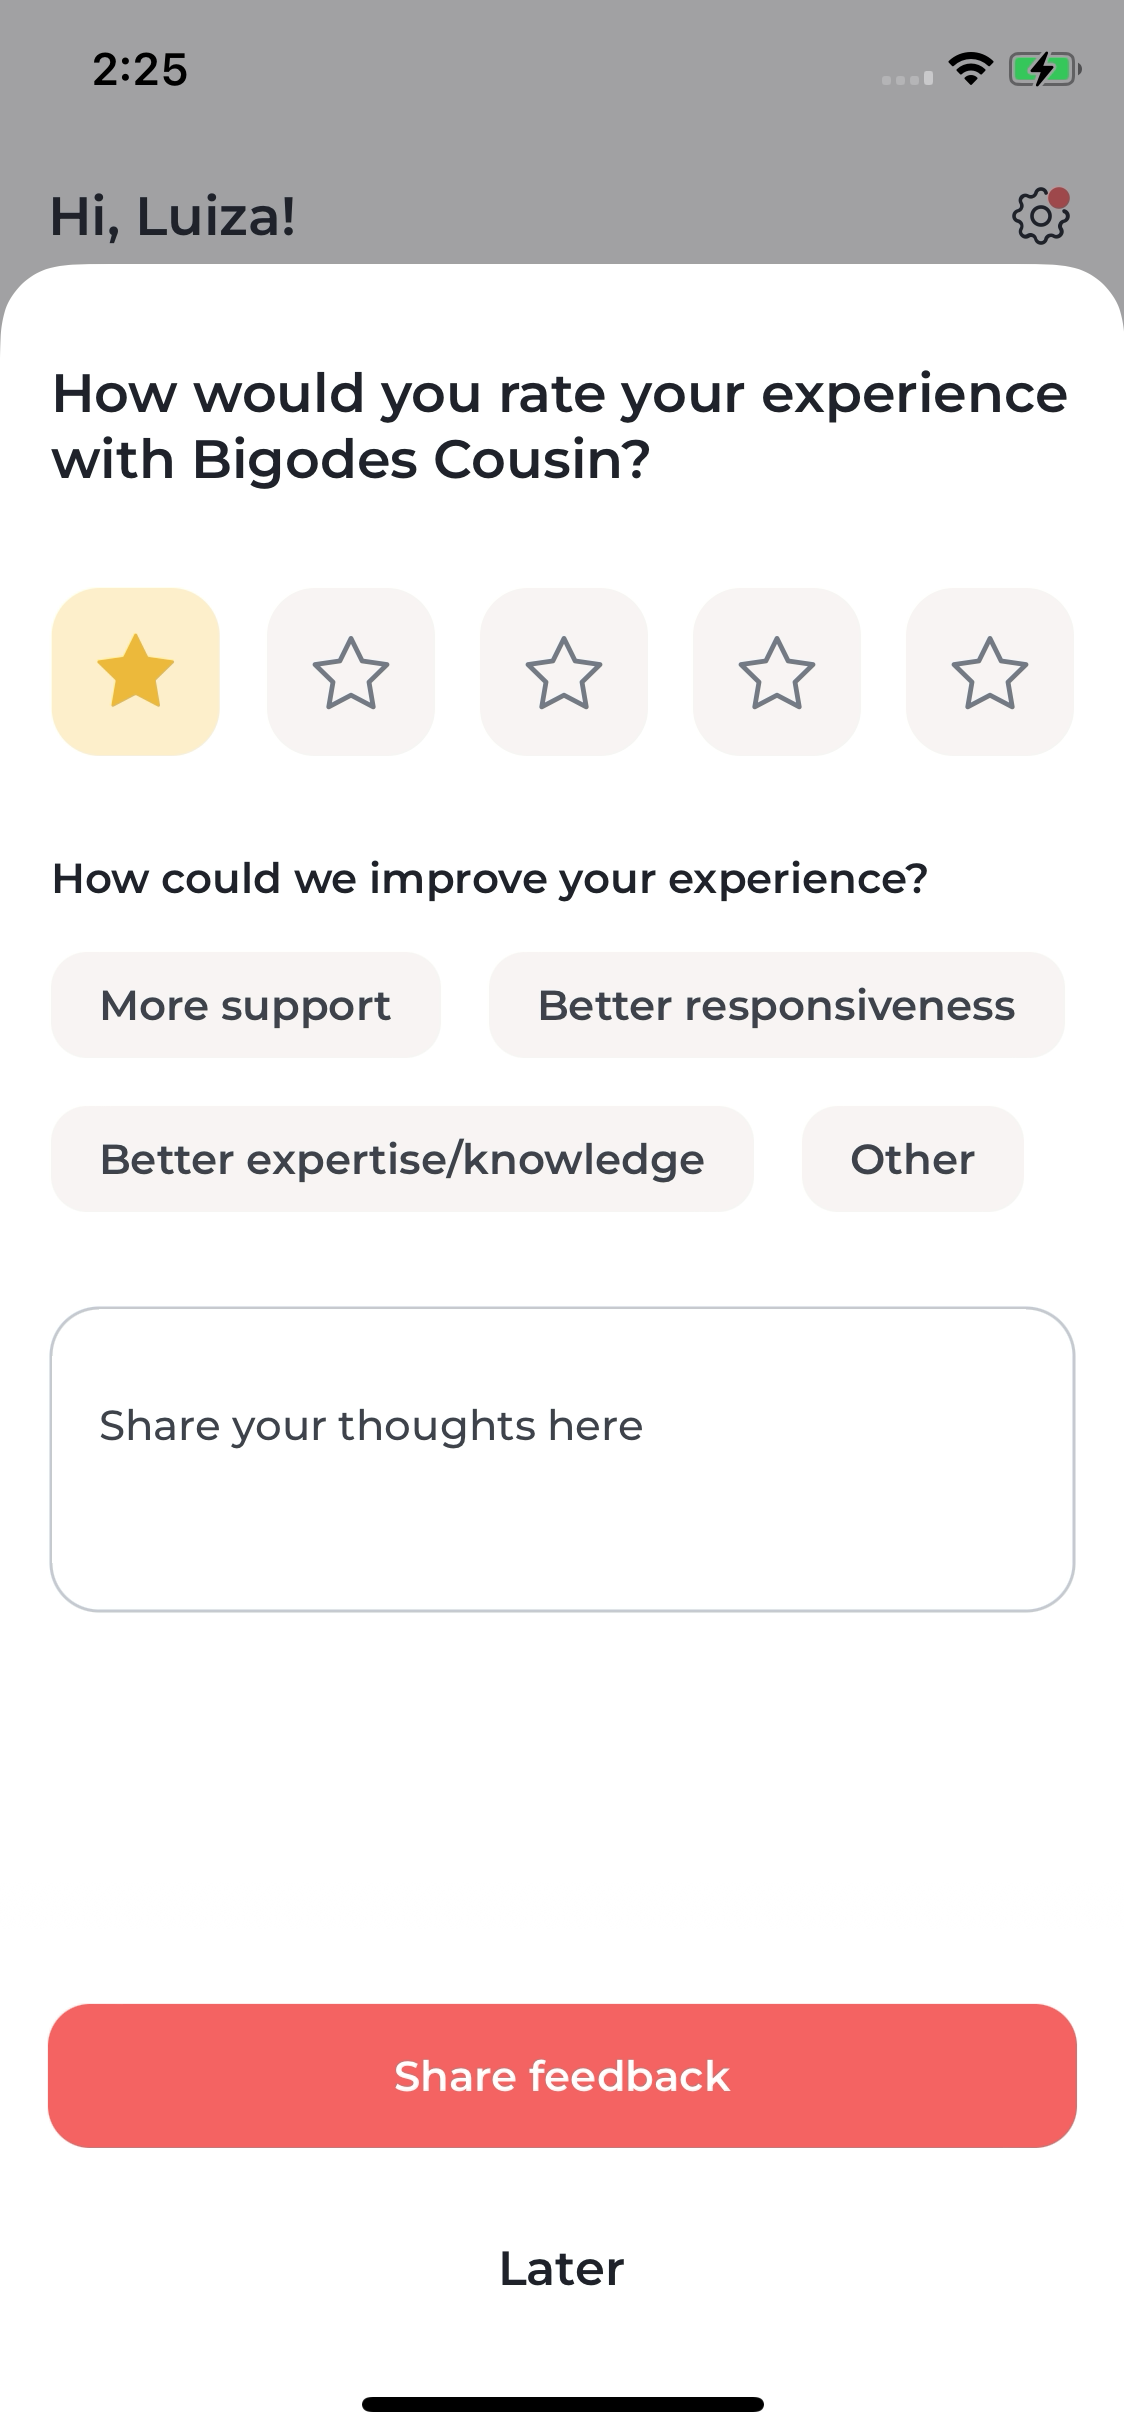 2:25
Hi, Luiza!
How would you rate your experience
with Bigodes Cousin?
How could we improve your experience?
More support
Better responsiveness
Better expertise/knowledge
Other
Share your thoughts here
Share feedback
Later